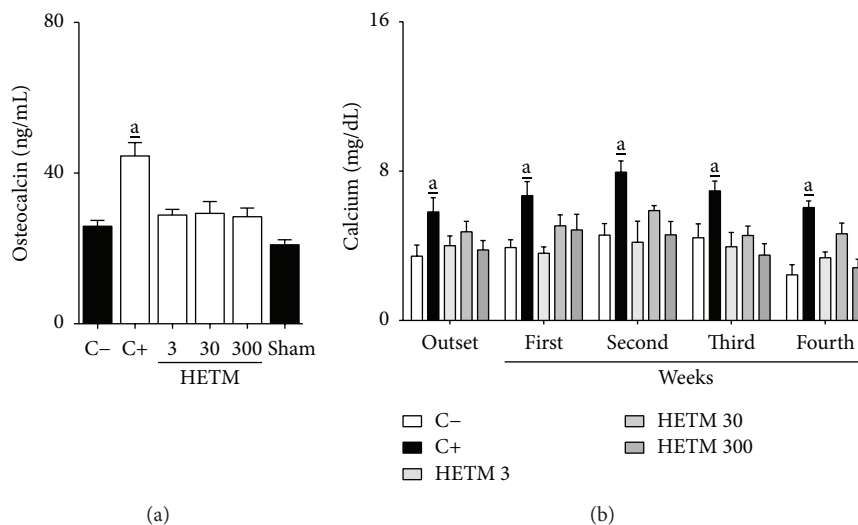 80
40
0
Osteocalcin (ng/mL)
a
C− C+ 3 30 300 Sham
HETM
(a)
16
8
0
Calcium (mg/dL)
a
a
a
a
a
Outset First Second Third Fourth
Weeks
C−
C+
HETM 3
HETM 30
HETM 300
(b)